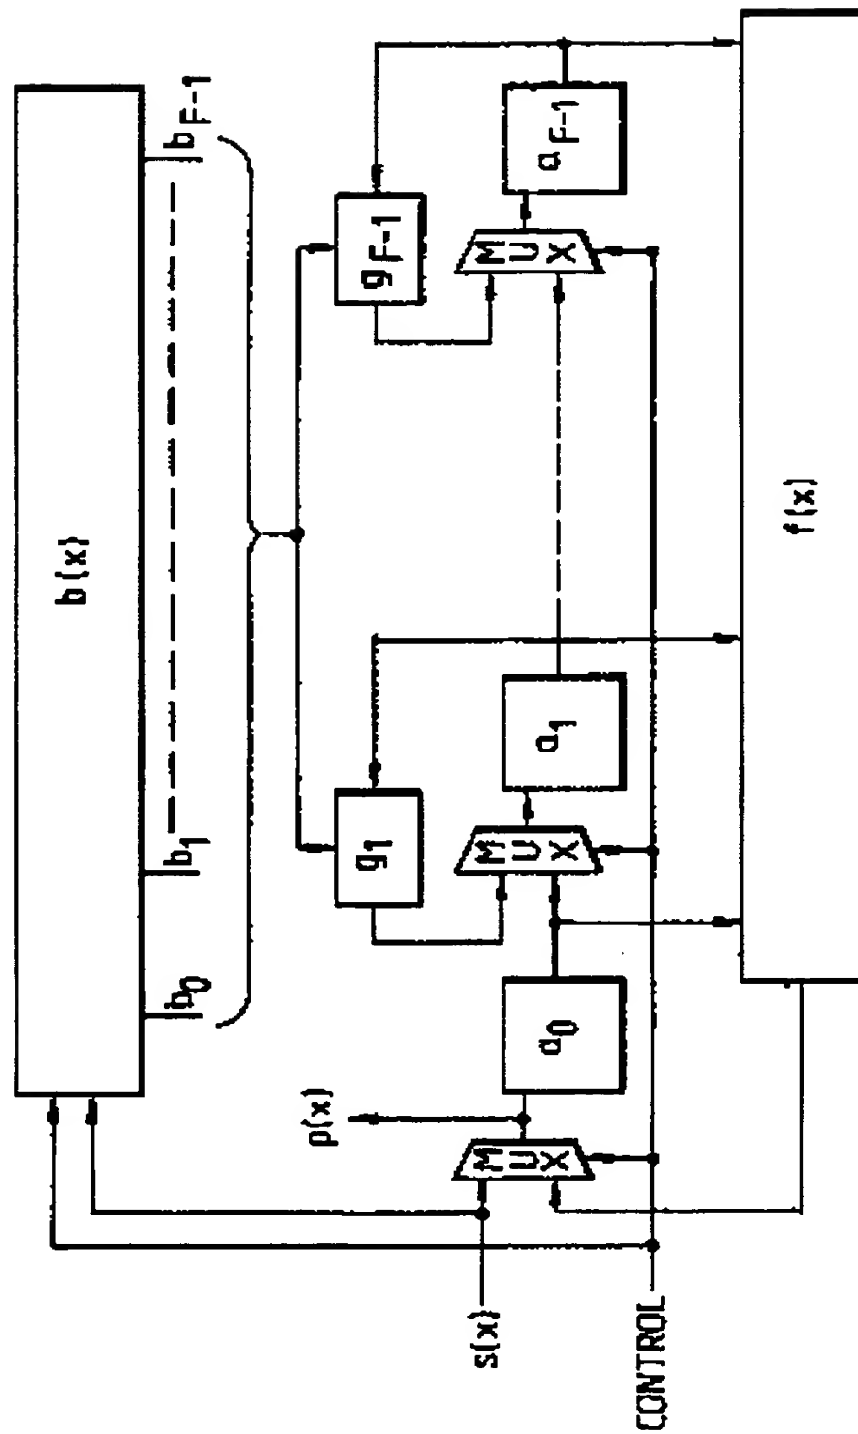 b(x)
b0 b1 bF-1
g1 gF-1
p(x)
s(x)
MUX
a0
MUX
a1
MUX
aF-1
CONTROL
f(x)